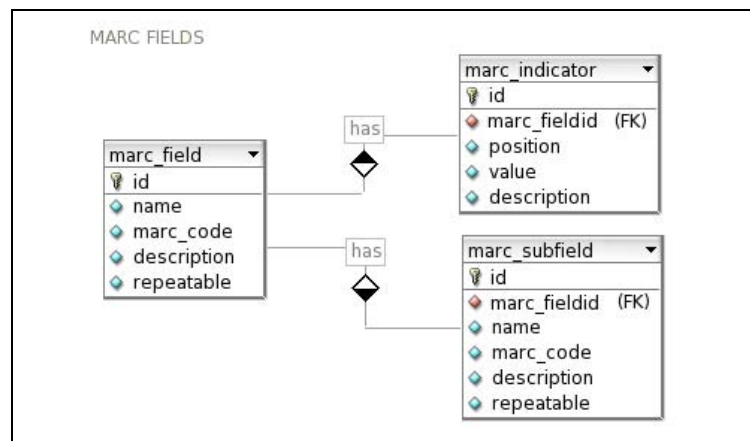 MARC FIELDS
marc_field
id
name
marc_code
description
repeatable
has
has
marc_indicator
id
marc_fieldid (FK)
position
value
description
marc_subfield
id
marc_fieldid (FK)
name
marc_code
description
repeatable